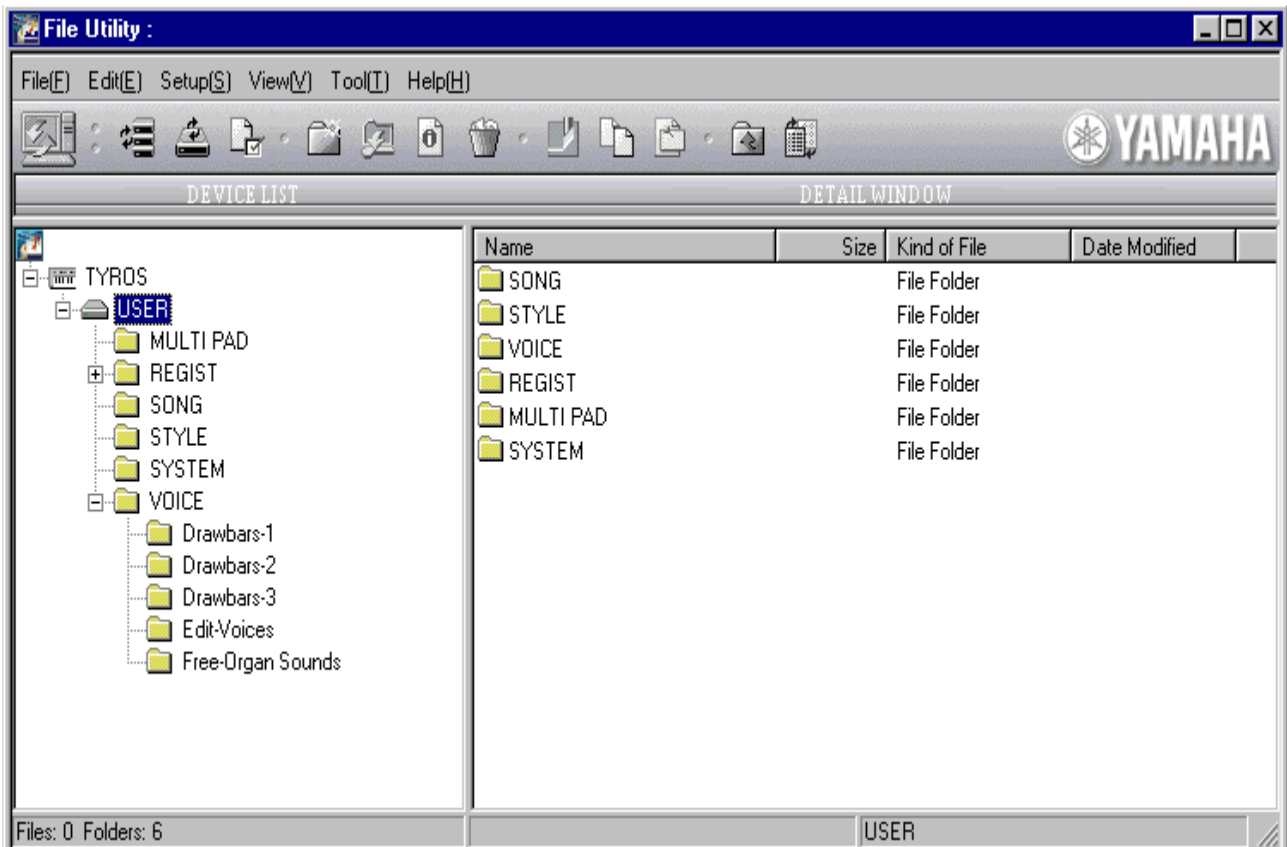 File Utility :
File(F) Edit(E) Setup(S) View(V) Tool(T) Help(H)
YAMAHA
DEVICE LIST
DETAIL WINDOW
TYROS
USER
MULTI PAD
REGIST
SONG
STYLE
SYSTEM
VOICE
Drawbars-1
Drawbars-2
Drawbars-3
Edit-Voices
Free-Organ Sounds
Name Size Kind of File Date Modified
SONG File Folder
STYLE File Folder
VOICE File Folder
REGIST File Folder
MULTI PAD File Folder
SYSTEM File Folder
Files: 0 Folders: 6
USER